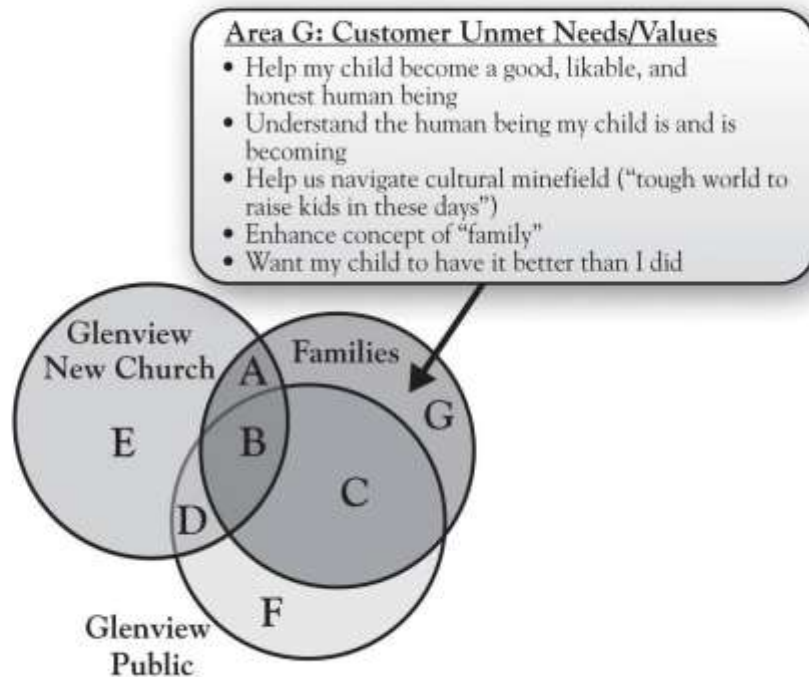 Area G: Customer Unmet Needs/Values
• Help my child become a good, likable, and
honest human being
• Understand the human being my child is and is
becoming
• Help us navigate cultural minefield (“tough world to
raise kids in these days”)
• Enhance concept of “family”
• Want my child to have it better than I did
Glenview
New Church
Families
A
G
E
B
C
D
F
Glenview
Public